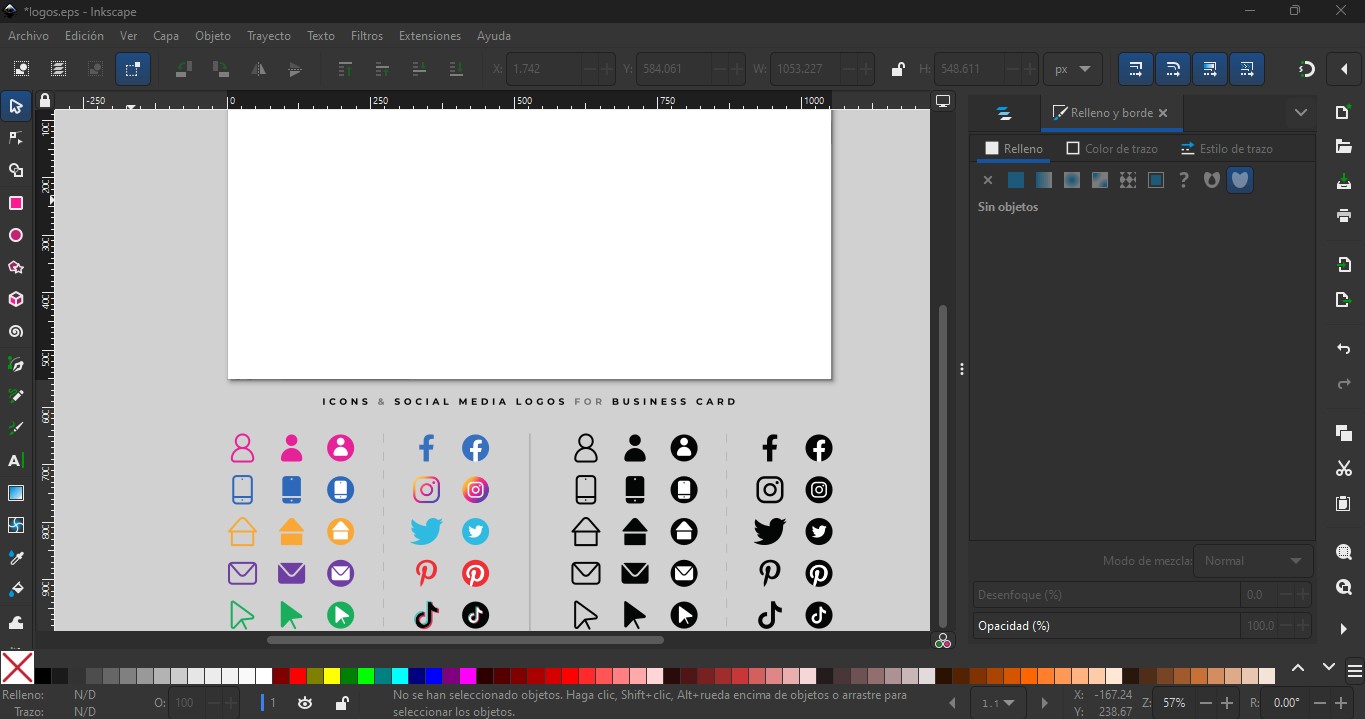 *logos.eps - Inkscape
Archivo Edición Ver Capa Objeto Trayecto Texto Filtros Extensiones Ayuda
X: 1.742 Y: 584.061 W: 1053.227 H: 548.611 px
-250 0 250 500 750 1000
Relleno y borde
Relleno Color de trazo Estilo de trazo
?
Sin objetos
ICONS & SOCIAL MEDIA LOGOS FOR BUSINESS CARD
Modo de mezcla: Normal
Desenfoque (%) 0.0
Opacidad (%) 100.0
Relleno: N/D
Trazo: N/D
O: 100
1
No se han seleccionado objetos. Haga clic, Shift+clic, Alt+rueda encima de objetos o arrastre para
seleccionar los objetos.
1.1
X: -167.24
Y: 238.67
Z: 57%
R: 0.00°